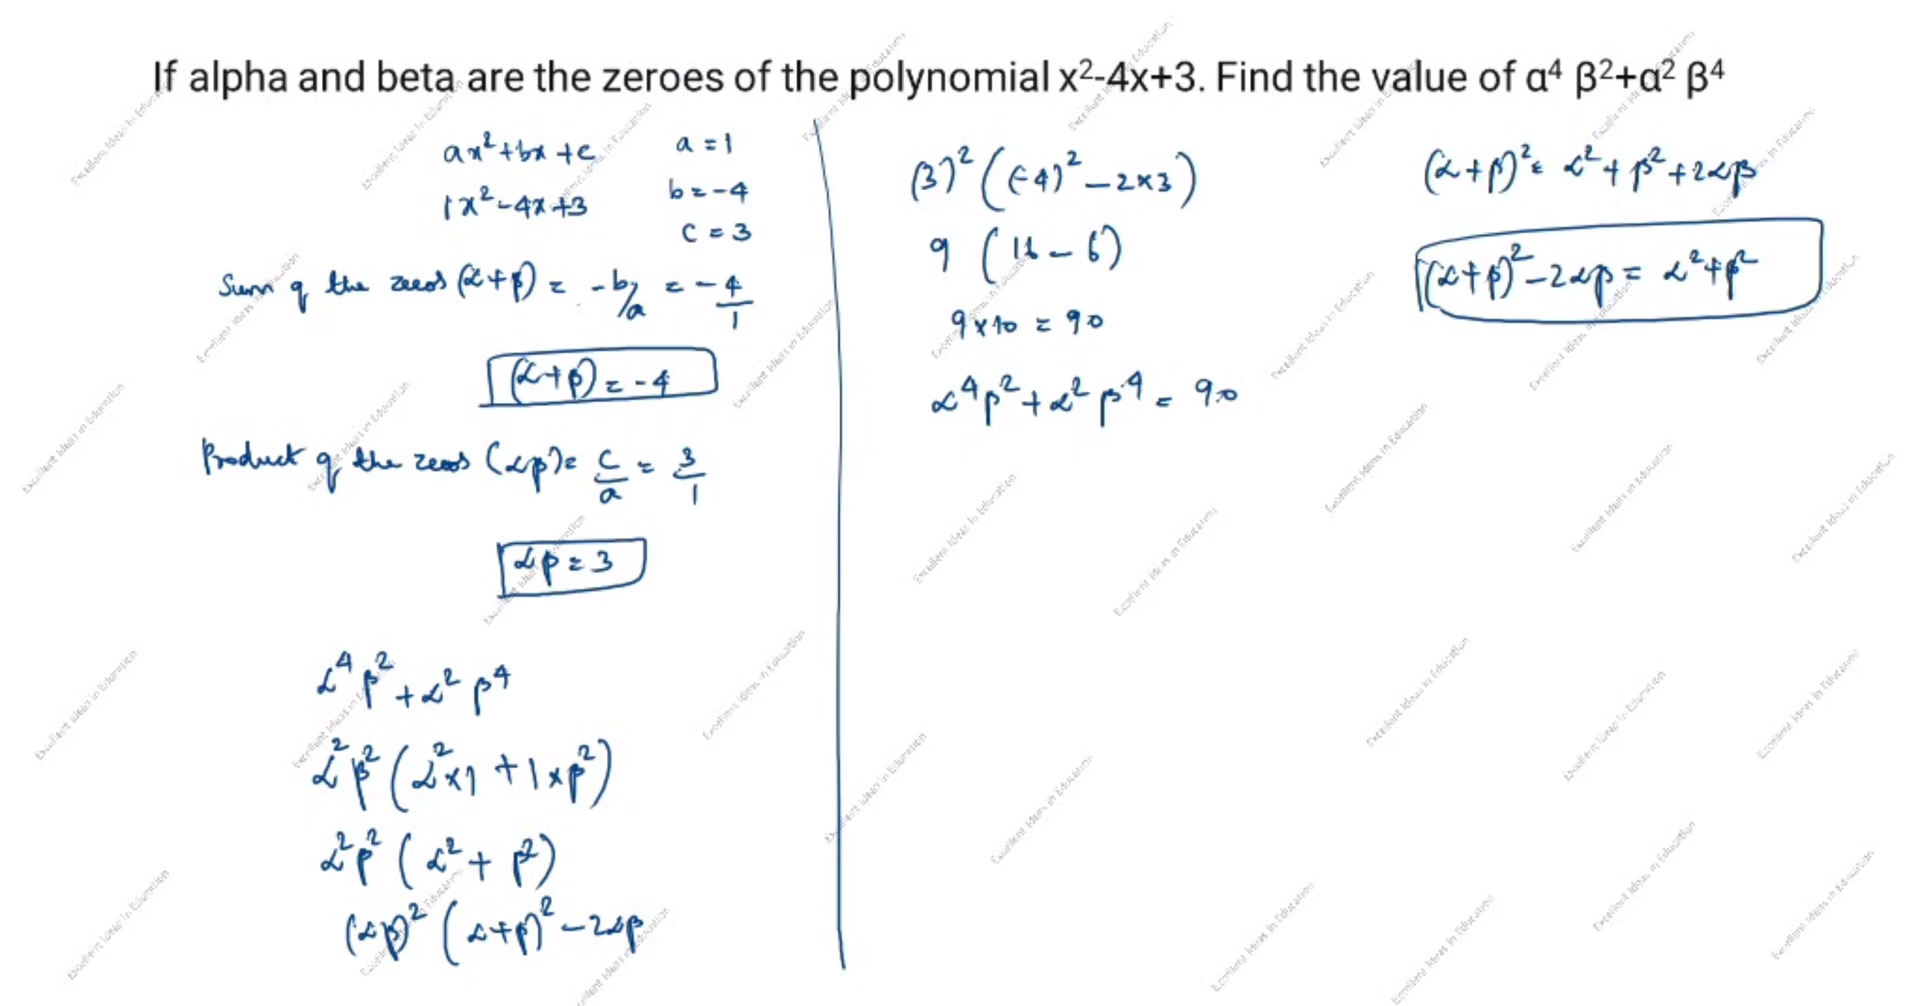 If alpha and beta are the zeroes of the polynomial x²-4x+3. Find the value of α⁴ β²+α² β⁴
ax²+bx+c
a=1
1x²-4x+3
b=-4
c=3
Sum of the zeros (α+β) = -b/a = -4/1
(α+β) = -4
Product of the zeros (αβ)= c/a = 3/1
αβ=3
α⁴β²+α²β⁴
α²β²(α²×1+1×β²)
α²β²(α²+β²)
(αβ)²(α+β)²-2αβ
(3)²((-4)²-2×3)
9 (16-6)
9×10=90
α⁴β²+α²β⁴=90
(α+β)²=α²+β²+2αβ
(α+β)²-2αβ=α²+β²
Excellent Ideas in Education